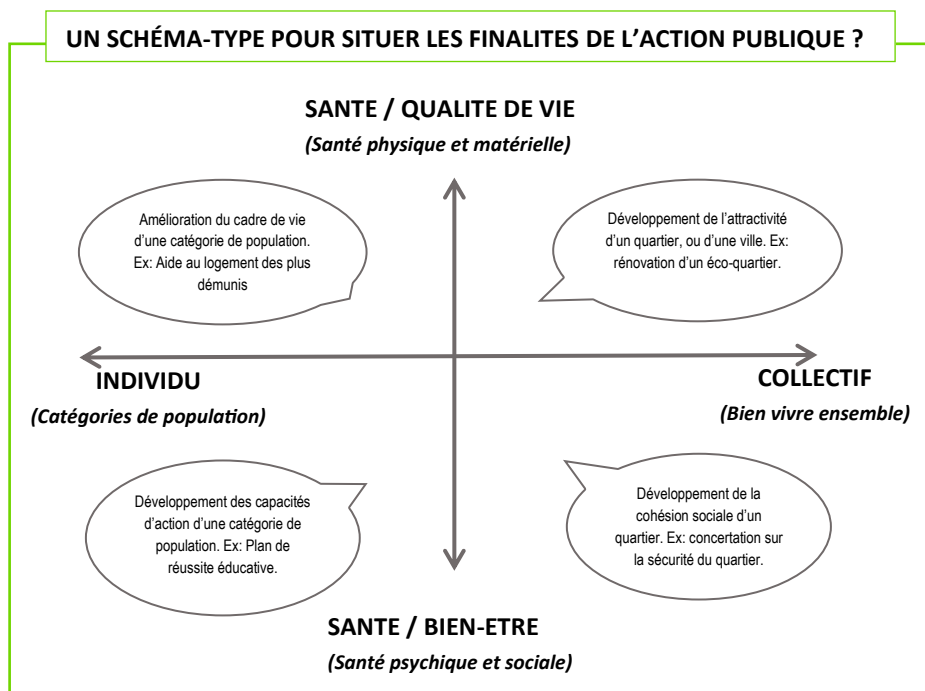 UN SCHÉMA-TYPE POUR SITUER LES FINALITES DE L’ACTION PUBLIQUE ?
SANTE / QUALITE DE VIE
(Santé physique et matérielle)
Amélioration du cadre de vie
d’une catégorie de population.
Ex: Aide au logement des plus
démunis
Développement de l’attractivité
d’un quartier, ou d’une ville. Ex:
rénovation d’un éco-quartier.
INDIVIDU
(Catégories de population)
COLLECTIF
(Bien vivre ensemble)
Développement des capacités
d’action d’une catégorie de
population. Ex: Plan de
réussite éducative.
Développement de la
cohésion sociale d’un
quartier. Ex: concertation sur
la sécurité du quartier.
SANTE / BIEN-ETRE
(Santé psychique et sociale)